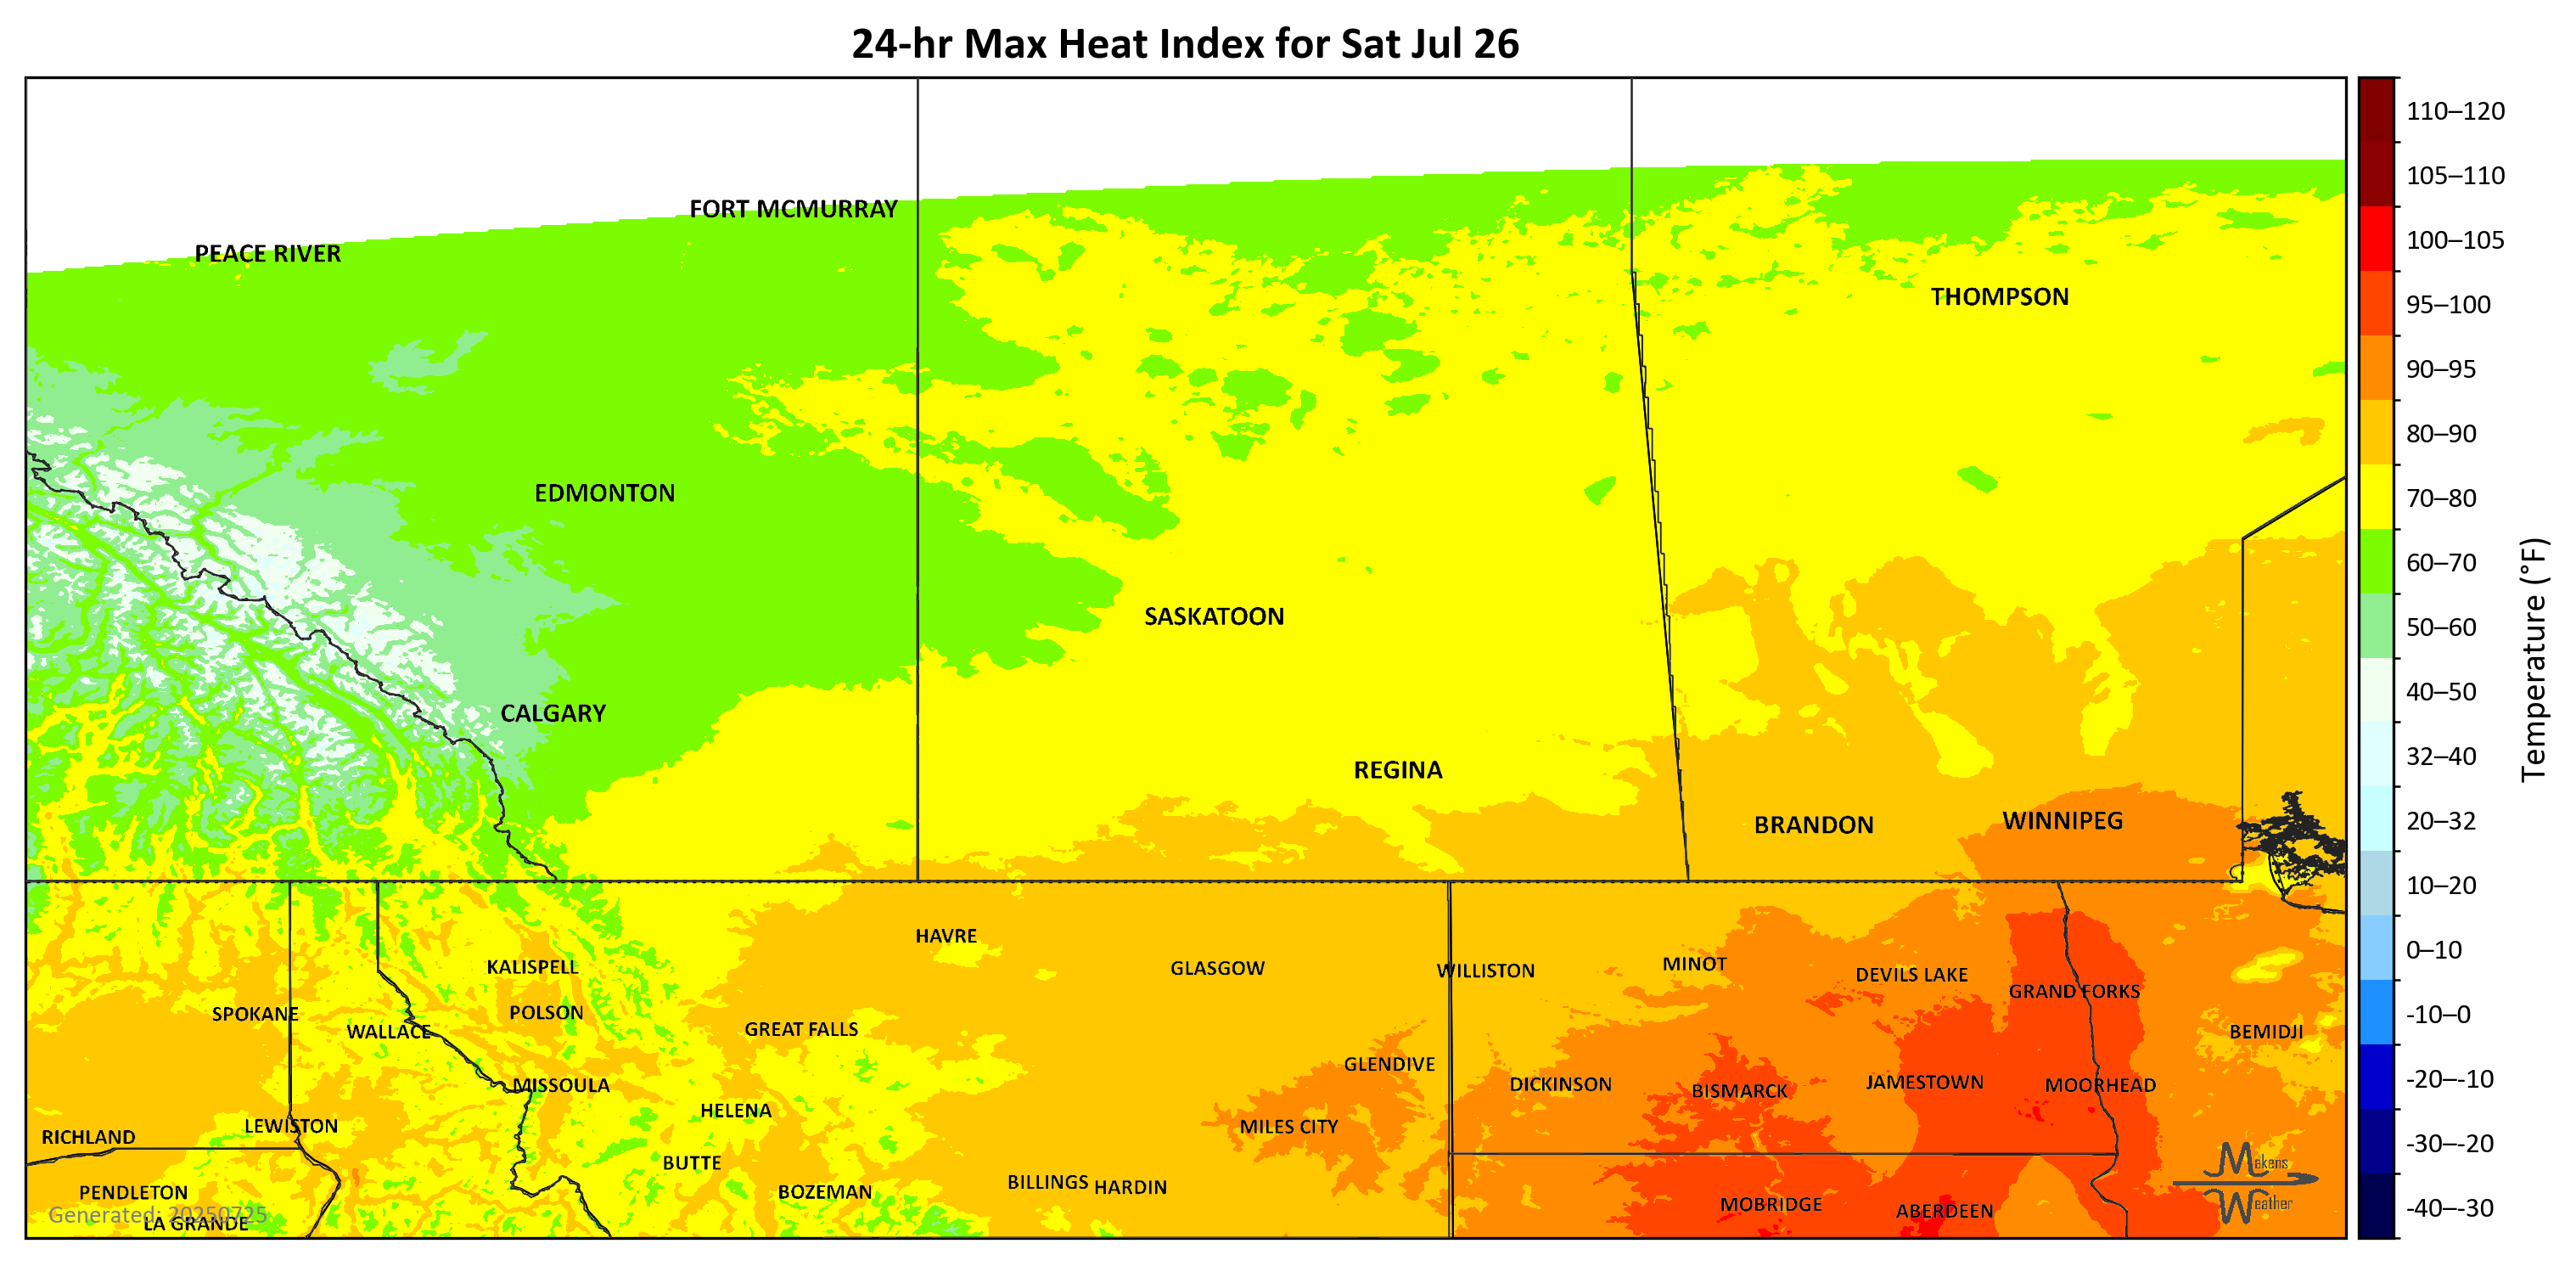 24-hr Max Heat Index for Sat Jul 26
110–120
105–110
FORT MCMURRAY
100–105
PEACE RIVER
THOMPSON
95–100
90–95
80–90
EDMONTON
70–80
60–70
SASKATOON
50–60
Temperature (°F)
CALGARY
40–50
REGINA
32–40
BRANDON
WINNIPEG
20–32
10–20
HAVRE
0–10
KALISPELL
GLASGOW
WILLISTON
MINOT
DEVILS LAKE
GRAND FORKS
SPOKANE
POLSON
-10–0
WALLACE
GREAT FALLS
BEMIDJI
GLENDIVE
-20–-10
MISSOULA
DICKINSON
BISMARCK
JAMESTOWN
MOORHEAD
HELENA
LEWISTON
MILES CITY
RICHLAND
-30–-20
BUTTE
Makens
PENDLETON
BOZEMAN
BILLINGS
HARDIN
MOBRIDGE
ABERDEEN
Weather
-40–-30
Generated: 20250725
LA GRANDE